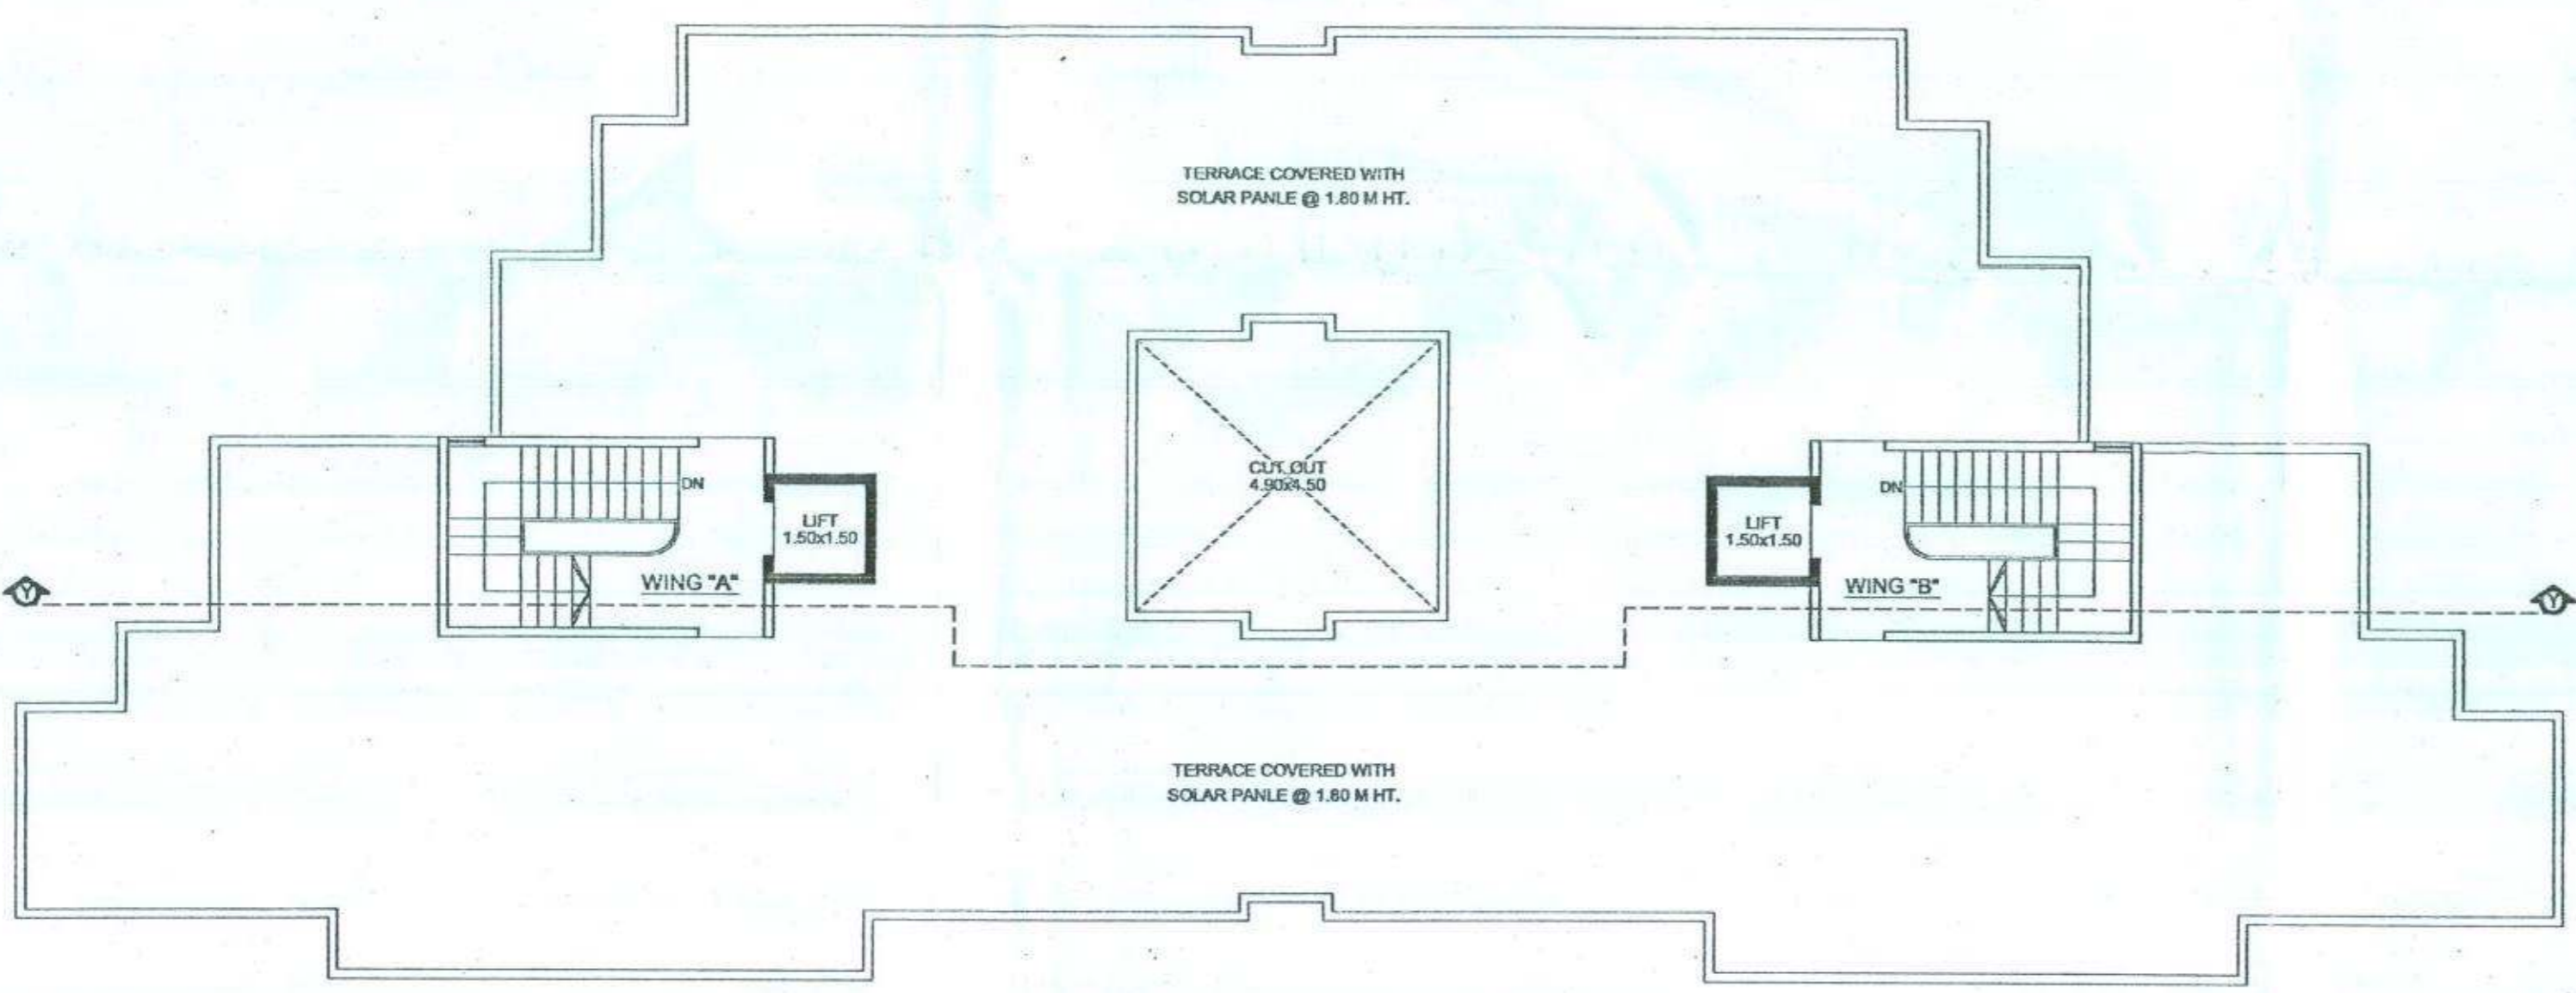 TERRACE COVERED WITH
SOLAR PANLE @ 1.80 M HT.
CUT OUT
4.90x4.50
DN
LIFT
1.50x1.50
WING "A"
DN
LIFT
1.50x1.50
WING "B"
Y
Y
TERRACE COVERED WITH
SOLAR PANLE @ 1.80 M HT.